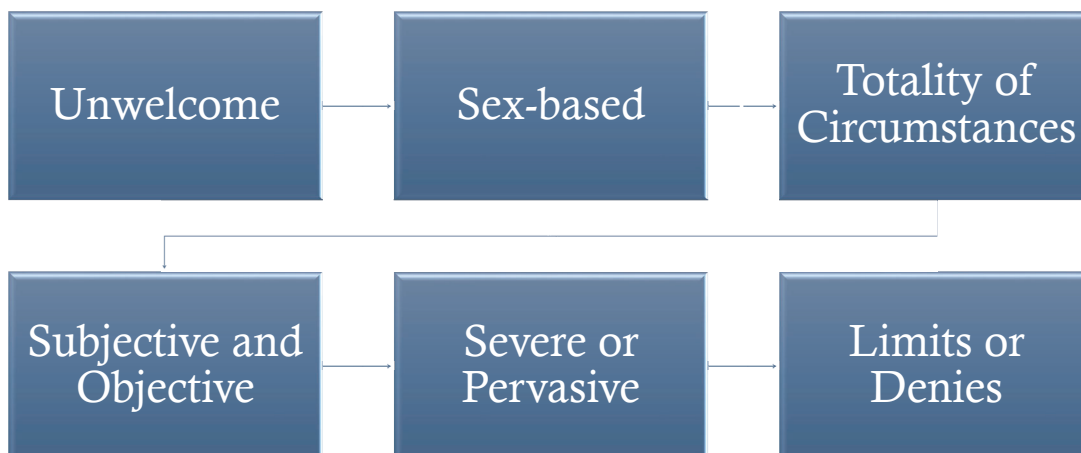 Unwelcome
Sex-based
Totality of
Circumstances
Subjective and
Objective
Severe or
Pervasive
Limits or
Denies